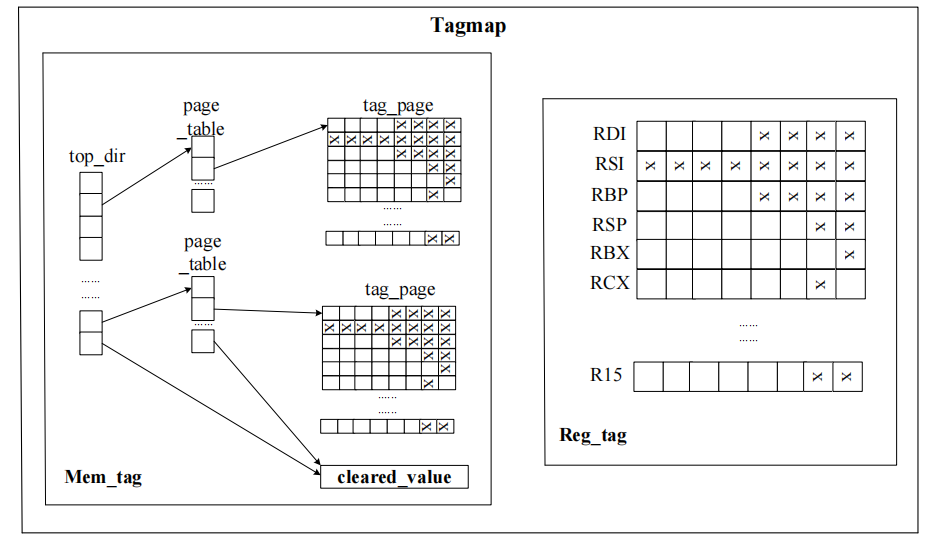 Tagmap
Mem_tag
top_dir
......
......
page
_table
......
tag_page
X X X X
X X X X X X X X
X X X X
X X
X
X
......
......
X X
page
_table
......
tag_page
X X X X
X X X X X X X X
X X X X
X X
X
X
......
......
X X
cleared_value
RDI X X X X
RSI X X X X X X X X
RBP X X X X
RSP X X
RBX X
RCX X
......
......
R15 X X
Reg_tag